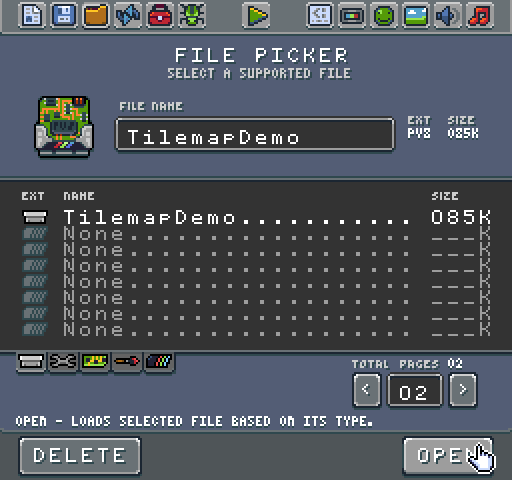 FILE PICKER
SELECT A SUPPORTED FILE
FILE NAME
TilemapDemo
EXT SIZE
PV8 085K
EXT NAME SIZE
TilemapDemo........... 085K
None.................. ___K
None.................. ___K
None.................. ___K
None.................. ___K
None.................. ___K
None.................. ___K
None.................. ___K
TOTAL PAGES 02
< 02 >
OPEN - LOADS SELECTED FILE BASED ON ITS TYPE.
DELETE
OPEN